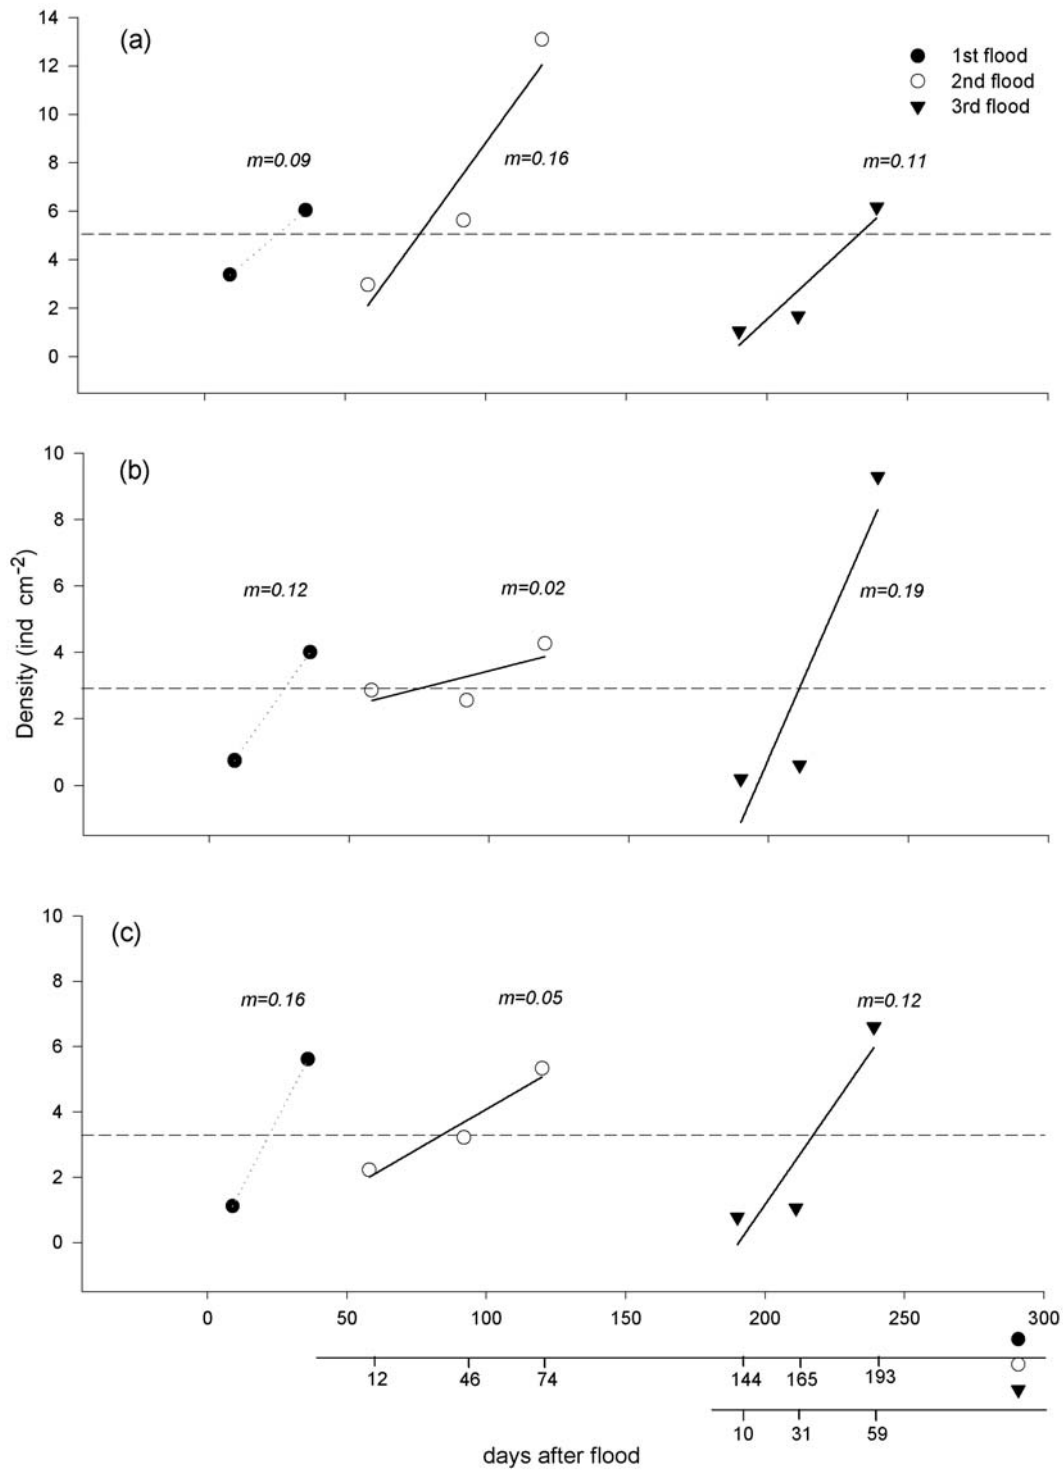 14
(a)
1st flood
12
2nd flood
10
3rd flood
8
m=0.09
m=0.16
m=0.11
6
4
2
0
10
(b)
8
m=0.12
m=0.02
m=0.19
6
4
2
0
Density (ind cm-2)
10
(c)
8
m=0.16
m=0.05
m=0.12
6
4
2
0
0 50 100 150 200 250 300
12 46 74 144 165 193
10 31 59
days after flood